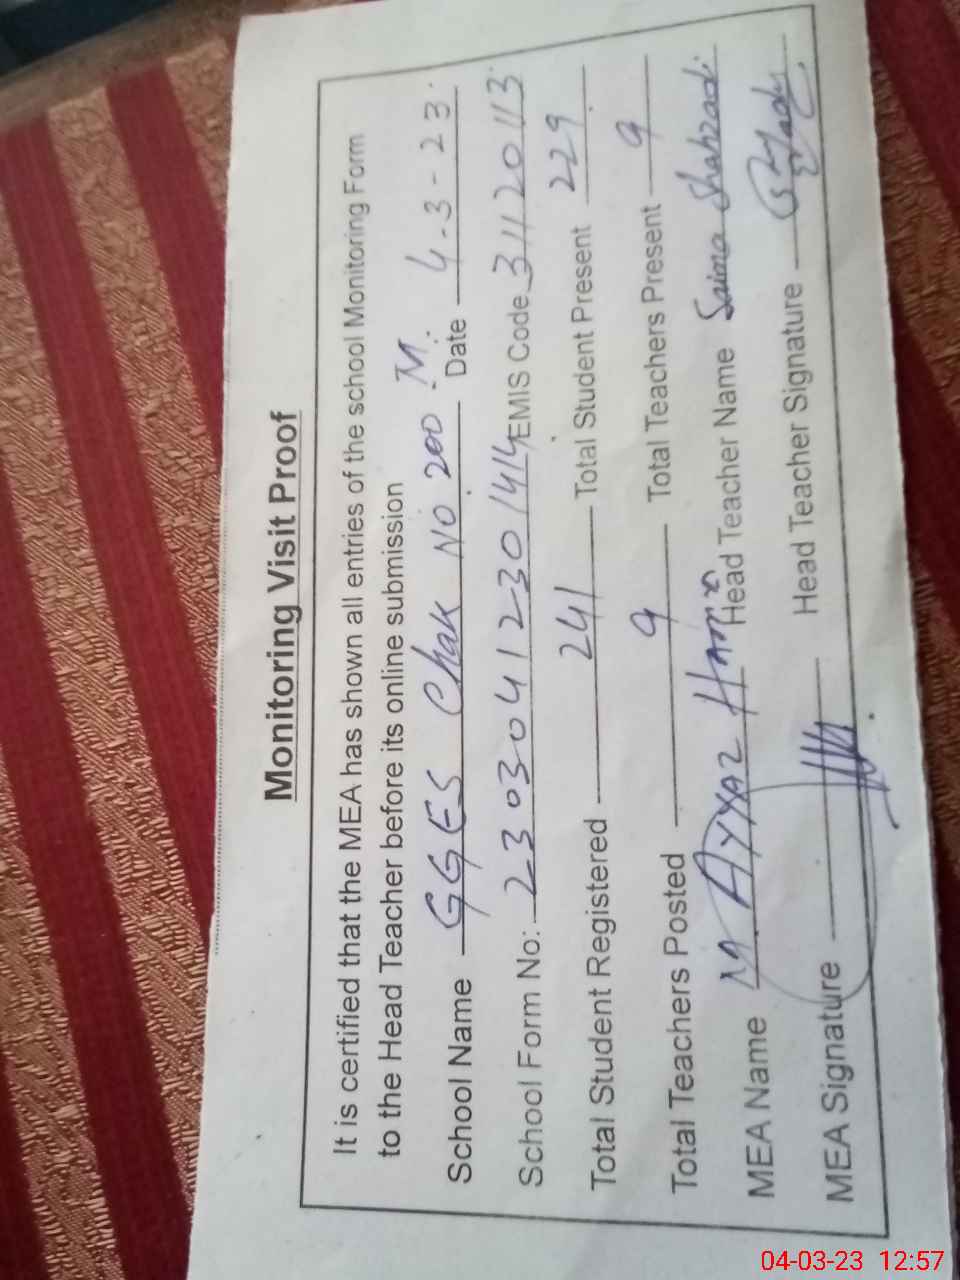 Monitoring Visit Proof
It is certified that the MEA has shown all entries of the school Monitoring Form
to the Head Teacher before its online submission
School Name GGES Chak No 200 M. Date 4-3-23.
School Form No: 23030412301414 EMIS Code 31120113
Total Student Registered 241 Total Student Present 229
Total Teachers Posted 9 Total Teachers Present 9
MEA Name M Ayyaz Head Teacher Name Saima Shahzadi
MEA Signature Head Teacher Signature
04-03-23 12:57